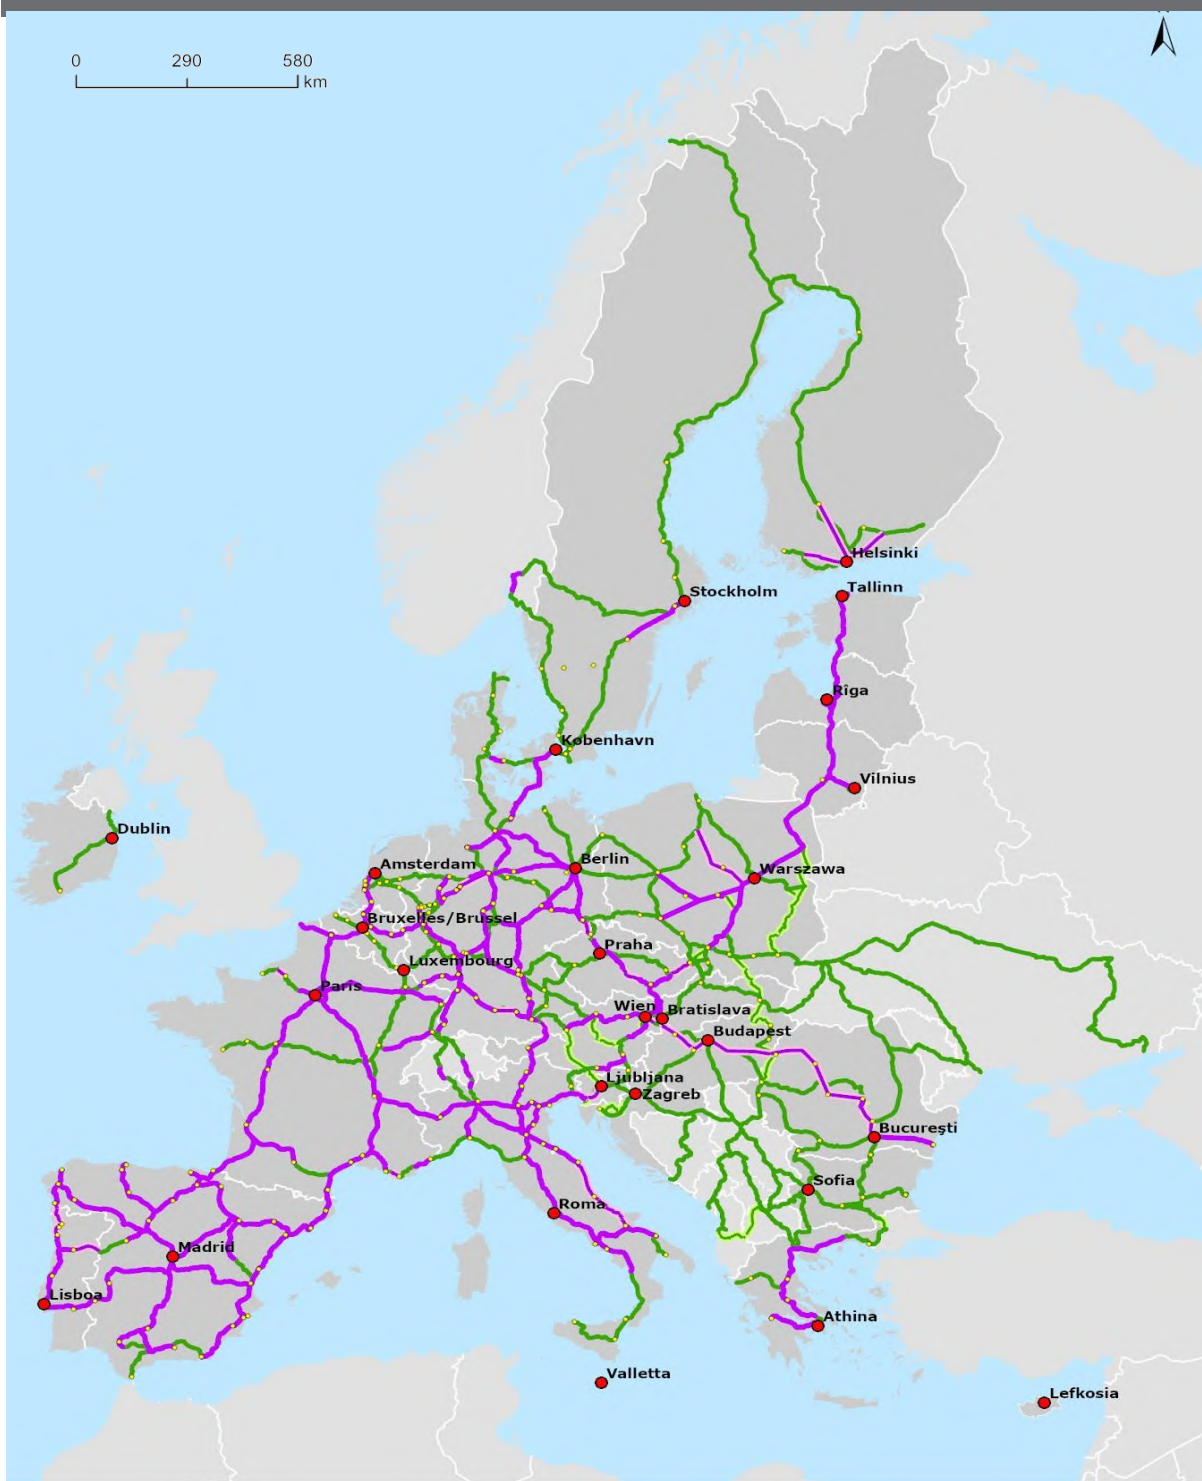 0 290 580
km
Helsinki
Tallinn
Stockholm
Rīga
København
Vilnius
Dublin
Amsterdam
Berlin
Warszawa
Bruxelles/Brussel
Praha
Luxembourg
Paris
Wien
Bratislava
Budapest
Ljubljana
Zagreb
București
Sofia
Roma
Madrid
Lisboa
Athina
Valletta
Lefkosia